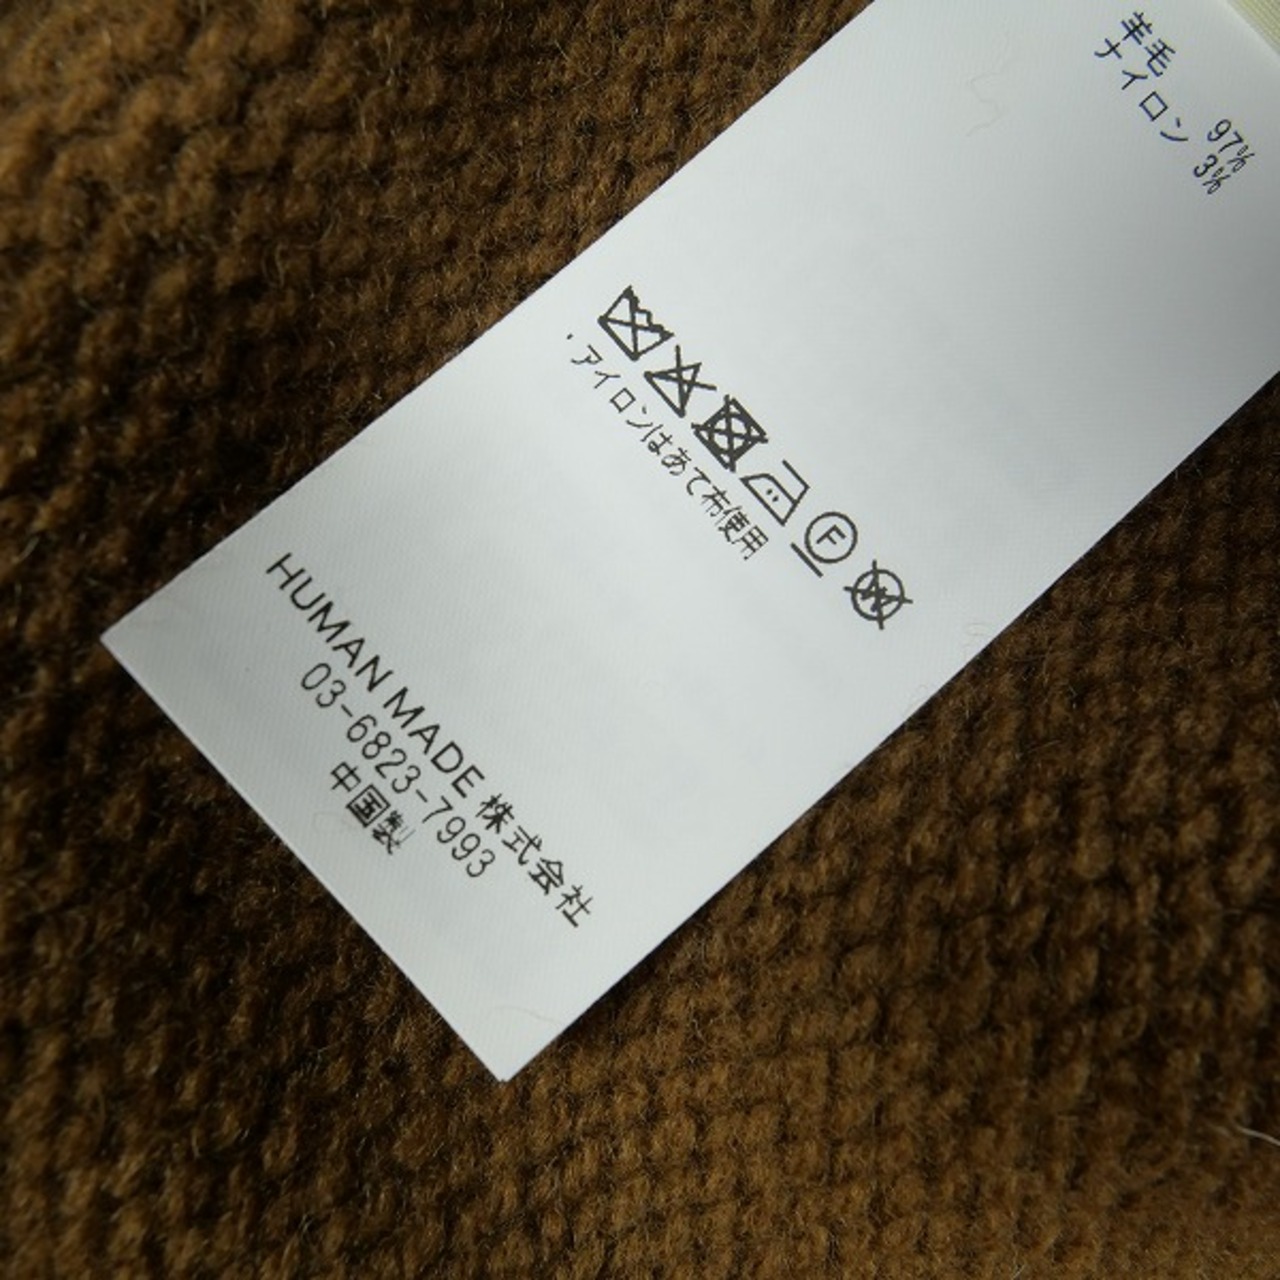 羊毛 97%
ナイロン 3%
・アイロンはあて布使用
HUMAN MADE 株式会社
03-6823-7993
中国製